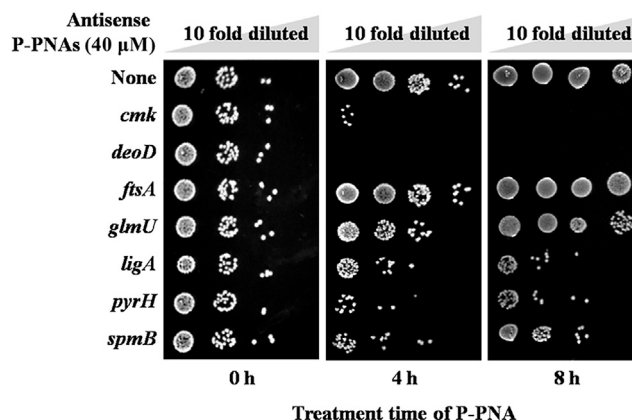 Antisense
P-PNAs (40 µM)
10 fold diluted
10 fold diluted
10 fold diluted
None
cmk
deoD
ftsA
glmU
ligA
pyrH
spmB
0 h
4 h
8 h
Treatment time of P-PNA